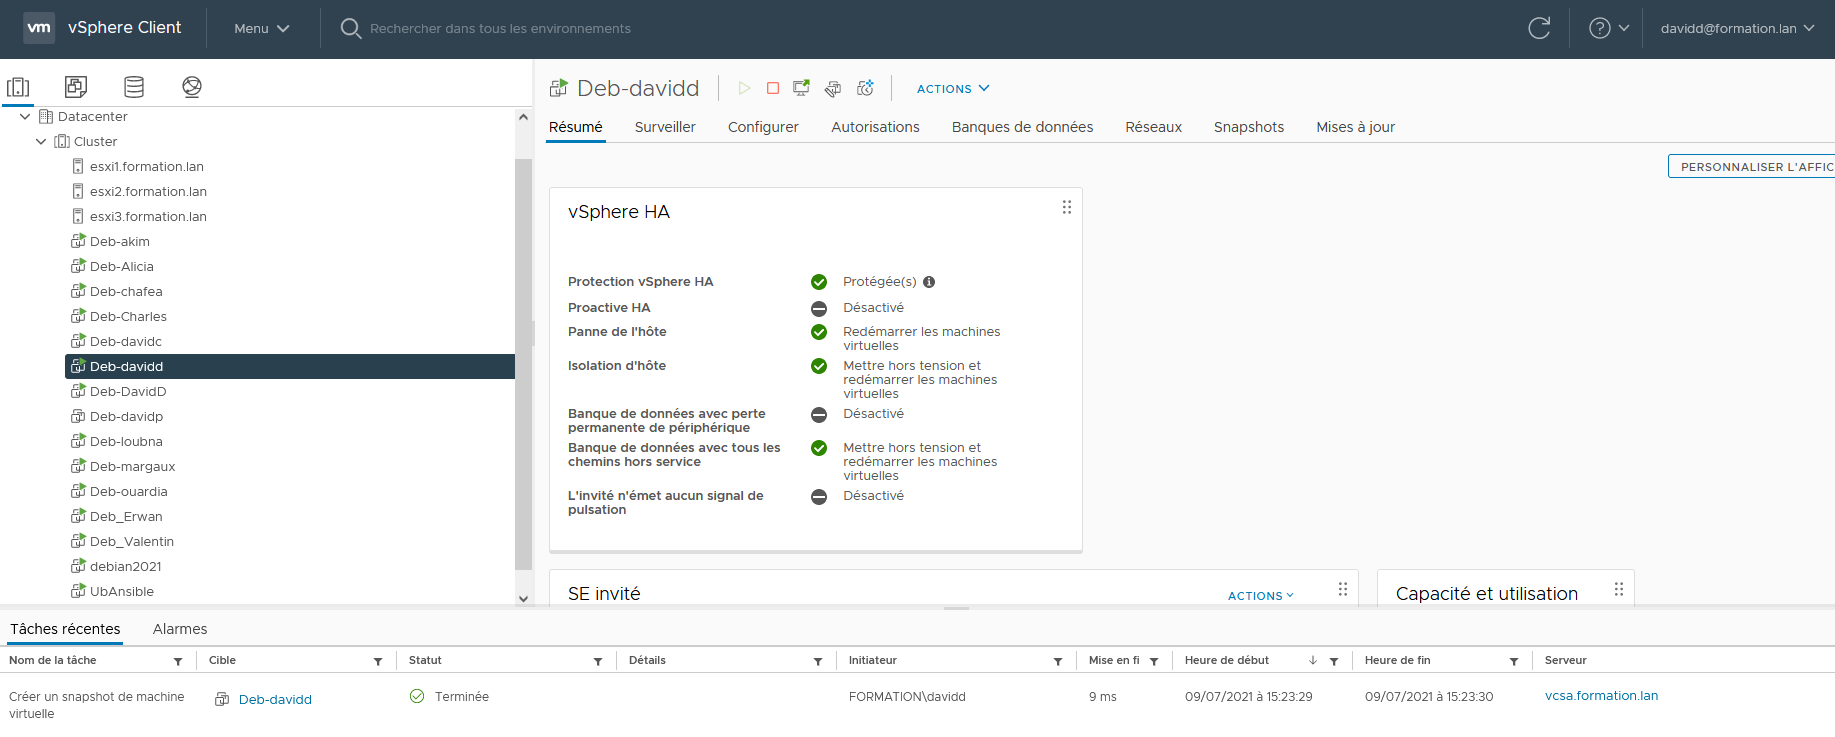 vm vSphere Client Menu Rechercher dans tous les environnements davidd@formation.lan
Datacenter
Cluster
esxi1.formation.lan
esxi2.formation.lan
esxi3.formation.lan
Deb-akim
Deb-Alicia
Deb-chafea
Deb-Charles
Deb-davidc
Deb-davidd
Deb-DavidD
Deb-davidp
Deb-loubna
Deb-margaux
Deb-ouardia
Deb_Erwan
Deb_Valentin
debian2021
UbAnsible
Deb-davidd ACTIONS
Résumé Surveiller Configurer Autorisations Banques de données Réseaux Snapshots Mises à jour
PERSONNALISER L'AFFIC
vSphere HA
Protection vSphere HA Protégée(s)
Proactive HA Désactivé
Panne de l'hôte Redémarrer les machines
virtuelles
Isolation d'hôte Mettre hors tension et
redémarrer les machines
virtuelles
Banque de données avec perte Désactivé
permanente de périphérique
Banque de données avec tous les Mettre hors tension et
chemins hors service redémarrer les machines
virtuelles
L'invité n'émet aucun signal de Désactivé
pulsation
SE invité ACTIONS
Capacité et utilisation
Tâches récentes Alarmes
Nom de la tâche Cible Statut Détails Initiateur Mise en fi Heure de début Heure de fin Serveur
Créer un snapshot de machine Deb-davidd Terminée FORMATION\davidd 9 ms 09/07/2021 à 15:23:29 09/07/2021 à 15:23:30 vcsa.formation.lan
virtuelle